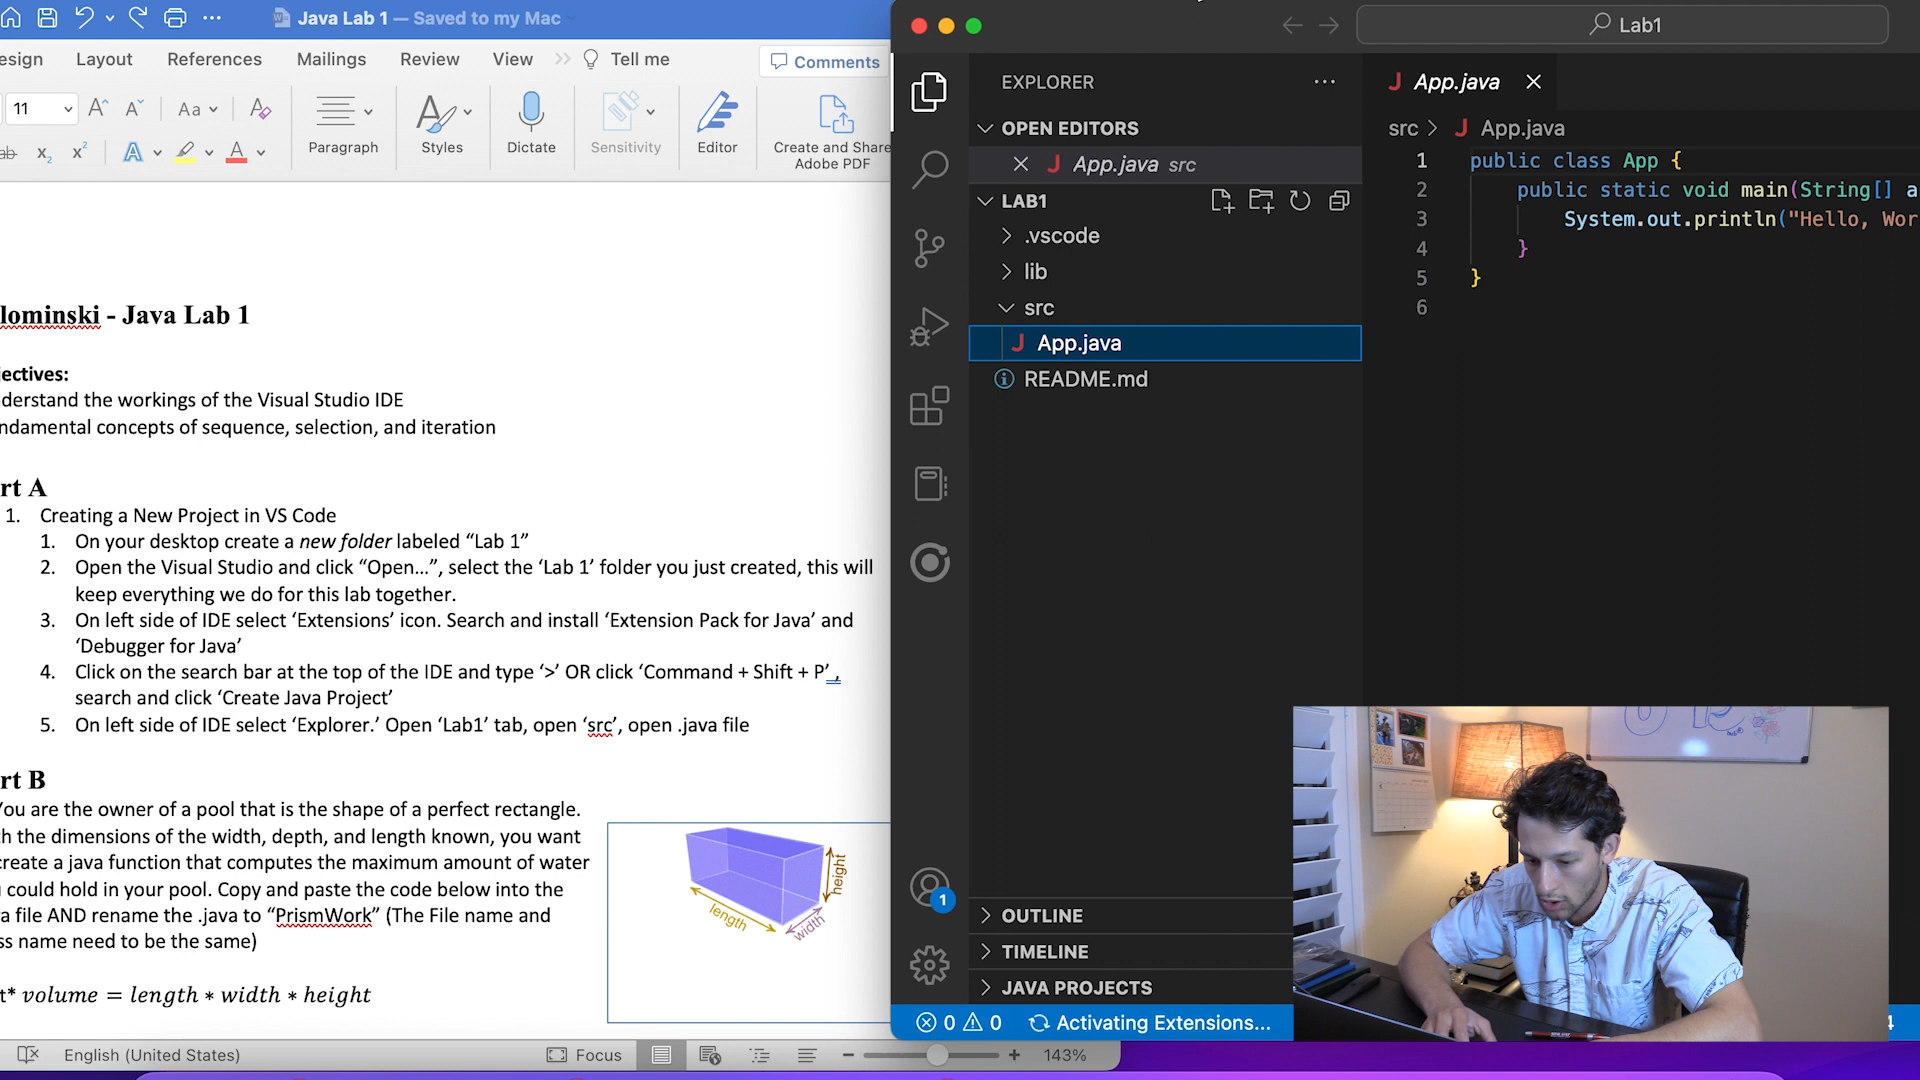 Java Lab 1 — Saved to my Mac
Layout References Mailings Review View Tell me
Comments
11
Aa
Paragraph Styles Dictate Sensitivity Editor Create and Share
Adobe PDF
lominski - Java Lab 1
ectives:
derstand the workings of the Visual Studio IDE
ndamental concepts of sequence, selection, and iteration
rt A
1. Creating a New Project in VS Code
1. On your desktop create a new folder labeled “Lab 1”
2. Open the Visual Studio and click “Open...”, select the ‘Lab 1’ folder you just created, this will
keep everything we do for this lab together.
3. On left side of IDE select ‘Extensions’ icon. Search and install ‘Extension Pack for Java’ and
‘Debugger for Java’
4. Click on the search bar at the top of the IDE and type ‘>’ OR click ‘Command + Shift + P’ ,
search and click ‘Create Java Project’
5. On left side of IDE select ‘Explorer.’ Open ‘Lab1’ tab, open ‘src’, open .java file
rt B
You are the owner of a pool that is the shape of a perfect rectangle.
h the dimensions of the width, depth, and length known, you want
create a java function that computes the maximum amount of water
could hold in your pool. Copy and paste the code below into the
a file AND rename the .java to “PrismWork” (The File name and
ss name need to be the same)
t* volume = length ∗ width ∗ height
length
width
height
English (United States) Focus 143%
Lab1
EXPLORER
OPEN EDITORS
App.java src
LAB1
.vscode
lib
src
App.java
README.md
OUTLINE
TIMELINE
JAVA PROJECTS
1
0 0 Activating Extensions...
App.java
src > App.java
1 public class App {
2 public static void main(String[] a
3 System.out.println("Hello, Wor
4 }
5 }
6